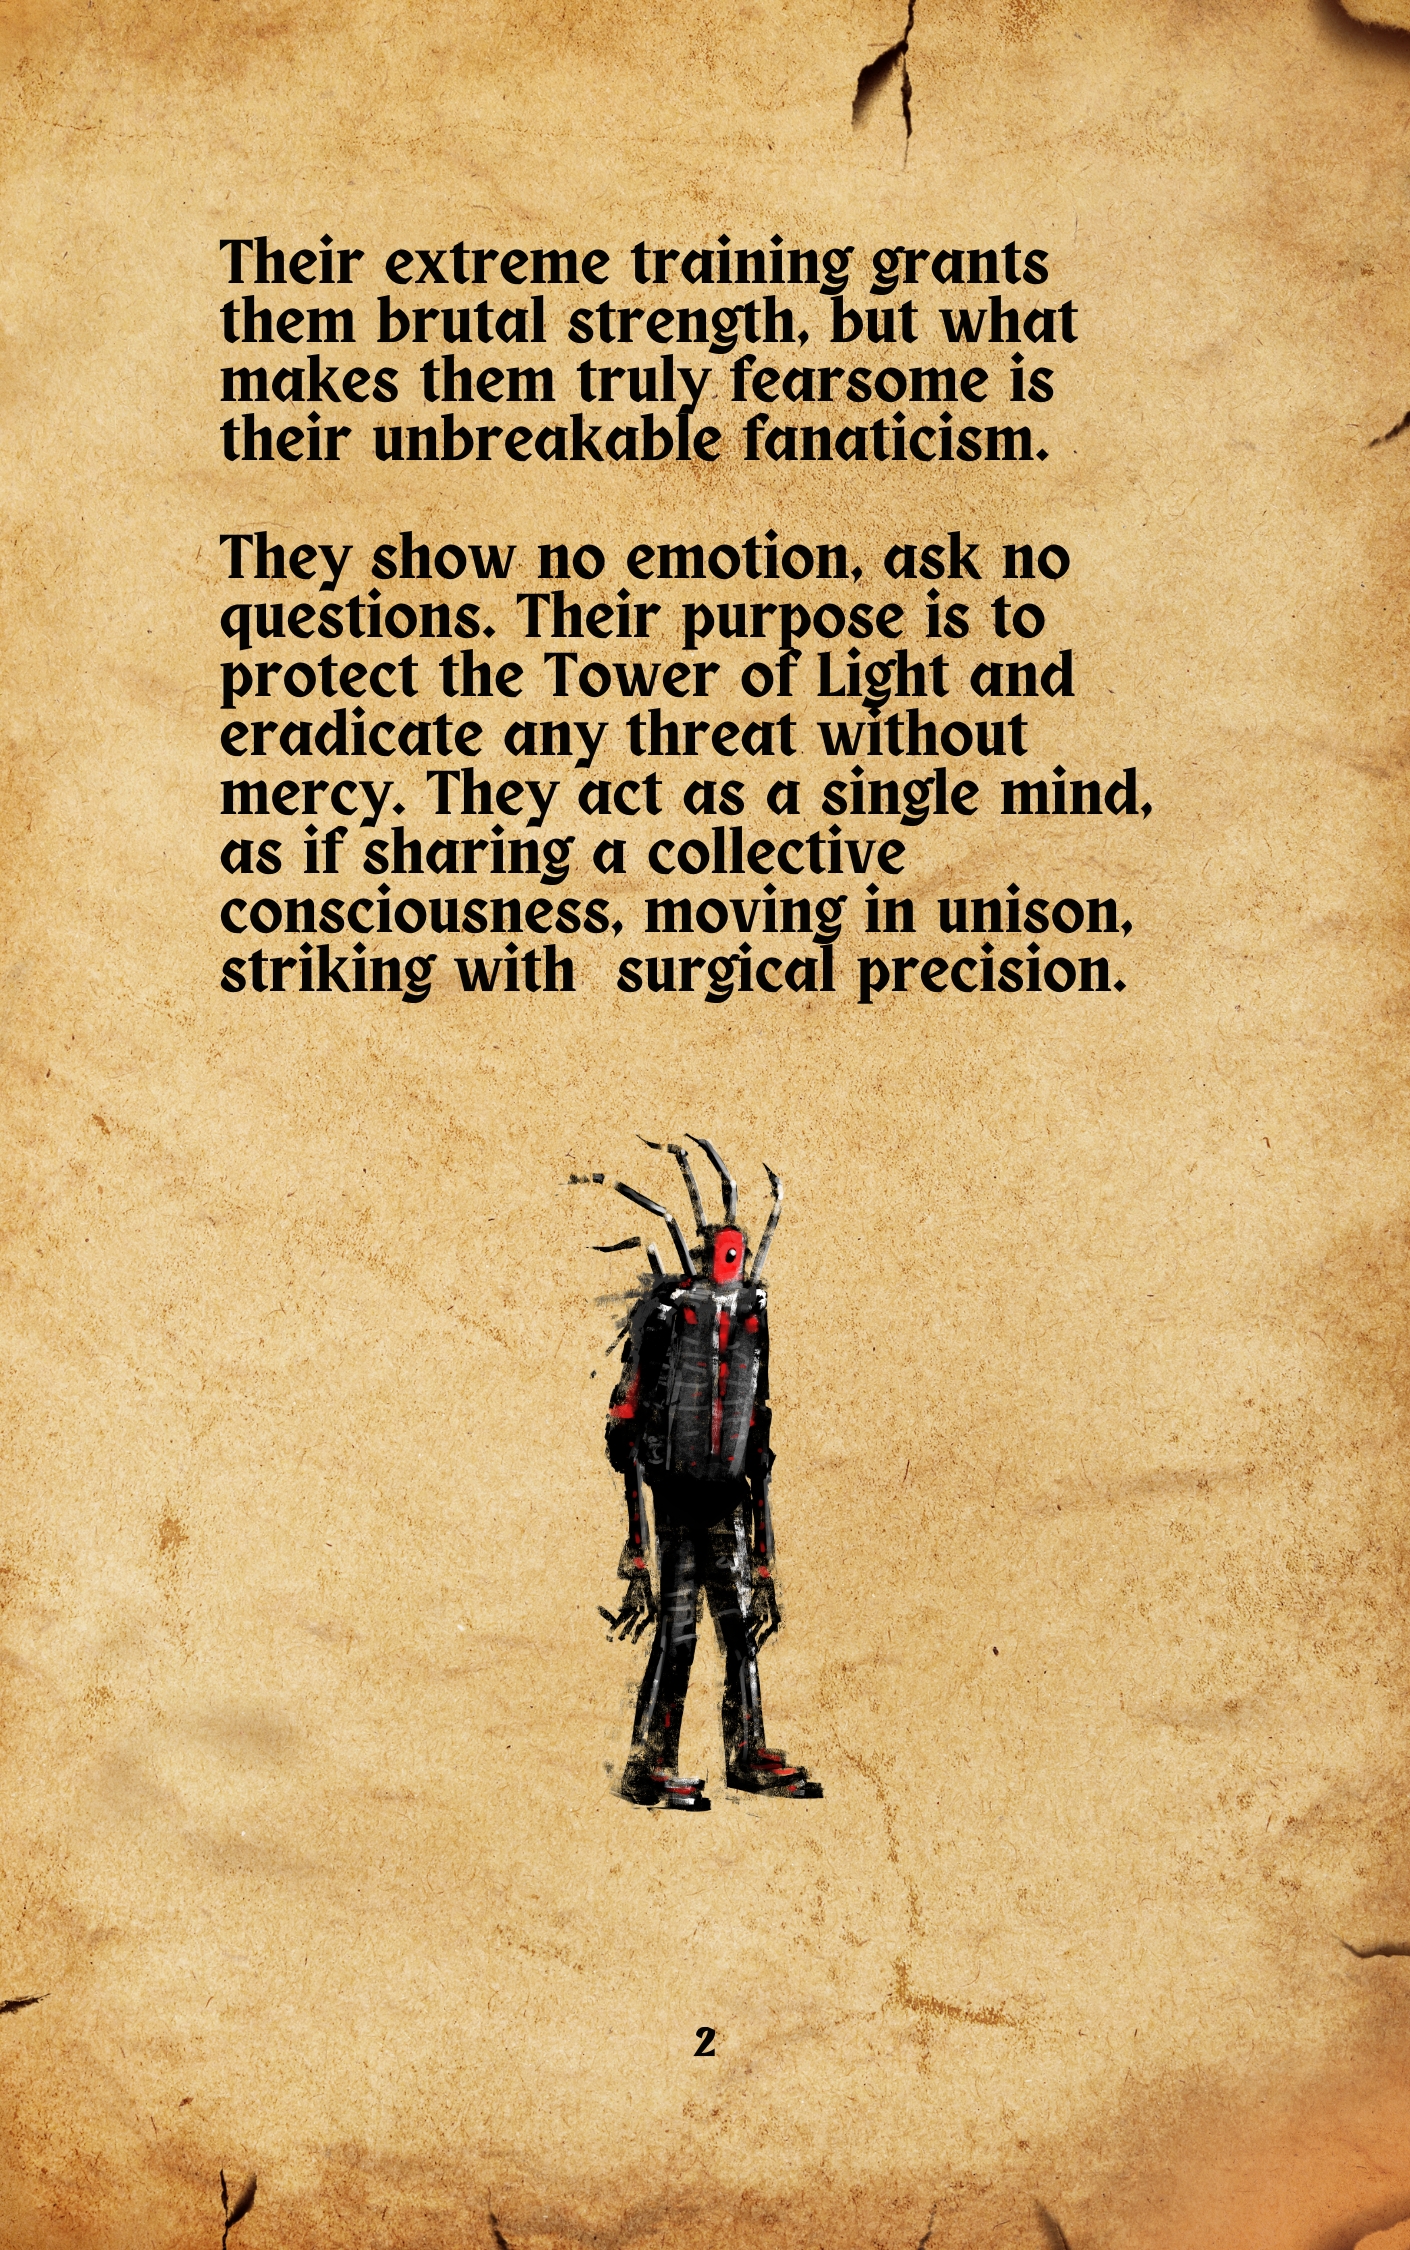 Their extreme training grants
them brutal strength, but what
makes them truly fearsome is
their unbreakable fanaticism.
They show no emotion, ask no
questions. Their purpose is to
protect the Tower of Light and
eradicate any threat without
mercy. They act as a single mind,
as if sharing a collective
consciousness, moving in unison,
striking with  surgical precision.
2